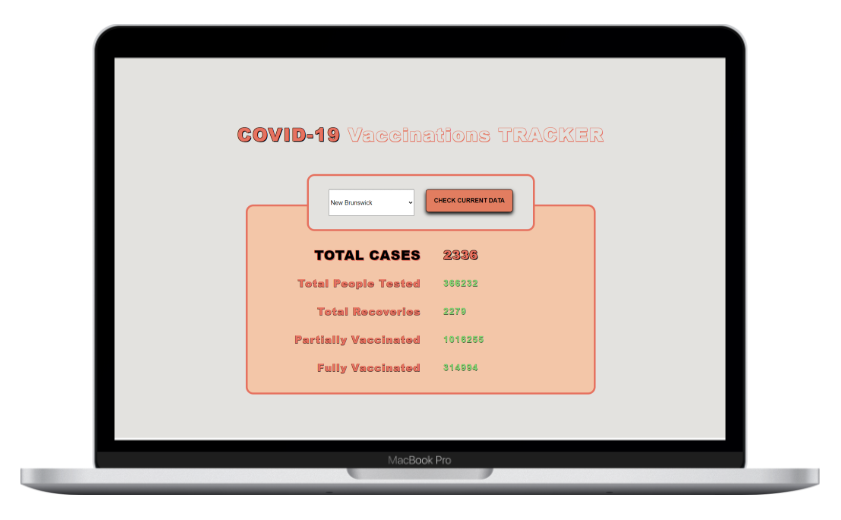 COVID-19 Vaccinations TRACKER
New Brunswick CHECK CURRENT DATA
TOTAL CASES 2336
Total People Tested 366232
Total Recoveries 2279
Partially Vaccinated 1016255
Fully Vaccinated 314994
MacBook Pro